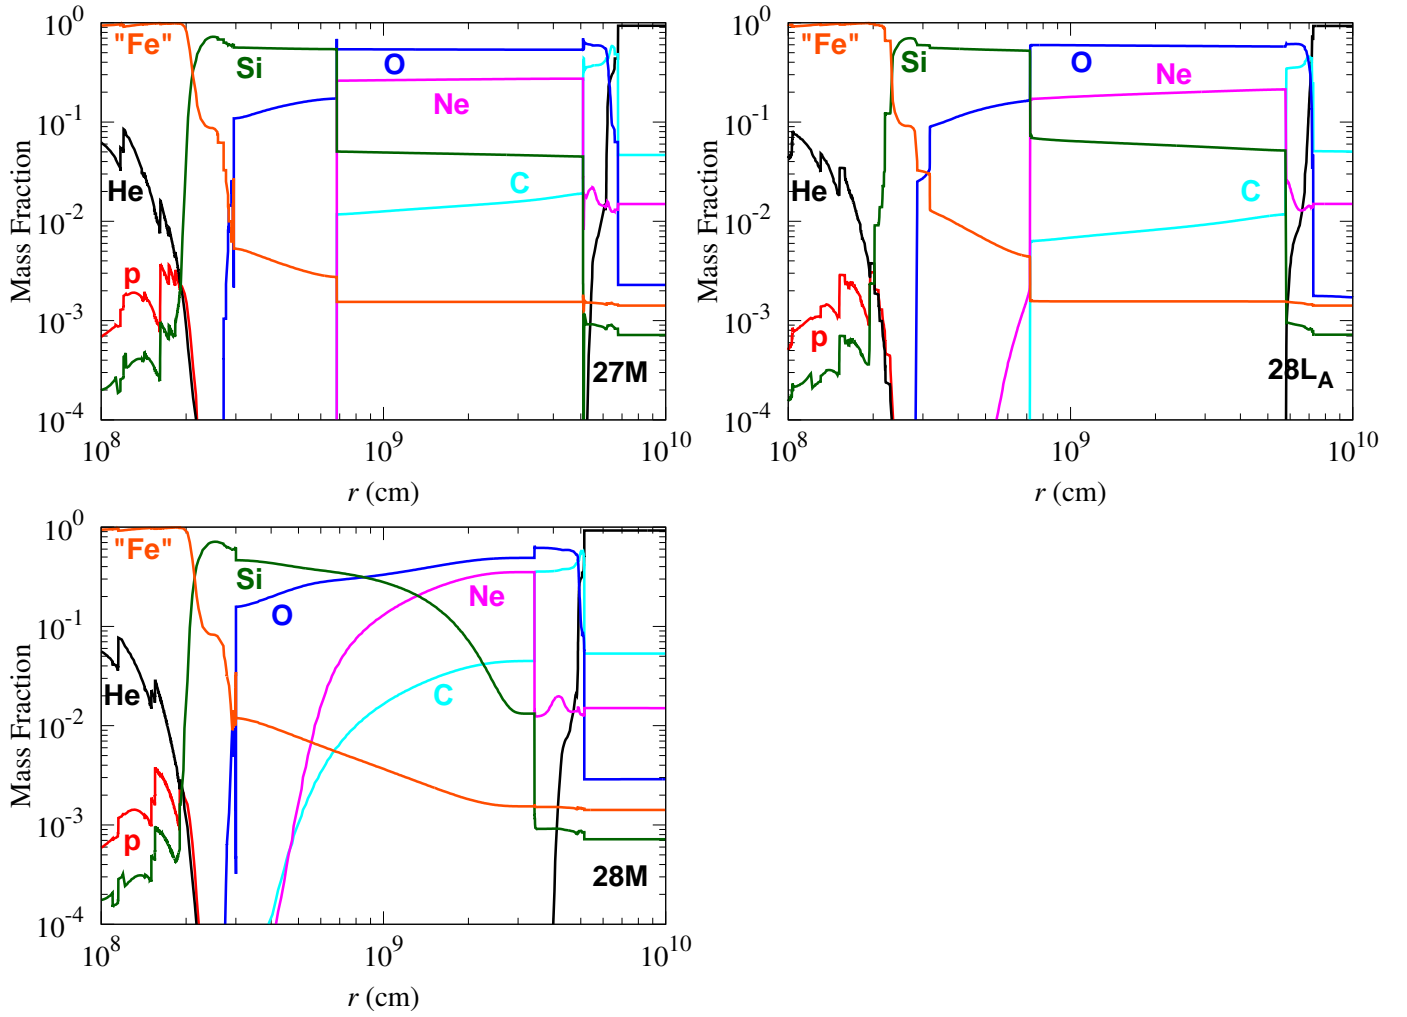 10^0
10^-1
10^-2
10^-3
10^-4
Mass Fraction
"Fe"
Si
O
Ne
He
C
p
27M
10^8
10^9
10^10
r (cm)
10^0
10^-1
10^-2
10^-3
10^-4
Mass Fraction
"Fe"
Si
O
Ne
He
C
p
28L_A
10^8
10^9
10^10
r (cm)
10^0
10^-1
10^-2
10^-3
10^-4
Mass Fraction
"Fe"
Si
O
Ne
He
C
p
28M
10^8
10^9
10^10
r (cm)